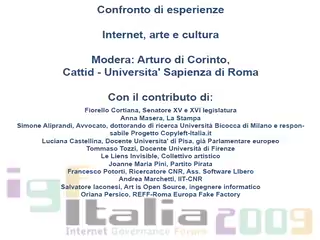 Confronto di esperienze
Internet, arte e cultura
Modera: Arturo di Corinto,
Cattid - Universita' Sapienza di Roma
Con il contributo di:
Fiorello Cortiana, Senatore XV e XVI legislatura
Anna Masera, La Stampa
Simone Aliprandi, Avvocato, dottorando di ricerca Università Bicocca di Milano e respon-
sabile Progetto Copyleft-Italia.it
Luciana Castellina, Docente Universita' di Pisa, già Parlamentare europeo
Tommaso Tozzi, Docente Università di Firenze
Le Liens Invisible, Collettivo artistico
Joanne Maria Pini, Partito Pirata
Francesco Potortì, Ricercatore CNR, Ass. Software Llbero
Andrea Marchetti, IIT-CNR
Salvatore Iaconesi, Art is Open Source, ingegnere informatico
Oriana Persico, REFF-Roma Europa Fake Factory
igf Italia 2009
Internet Governance Forum